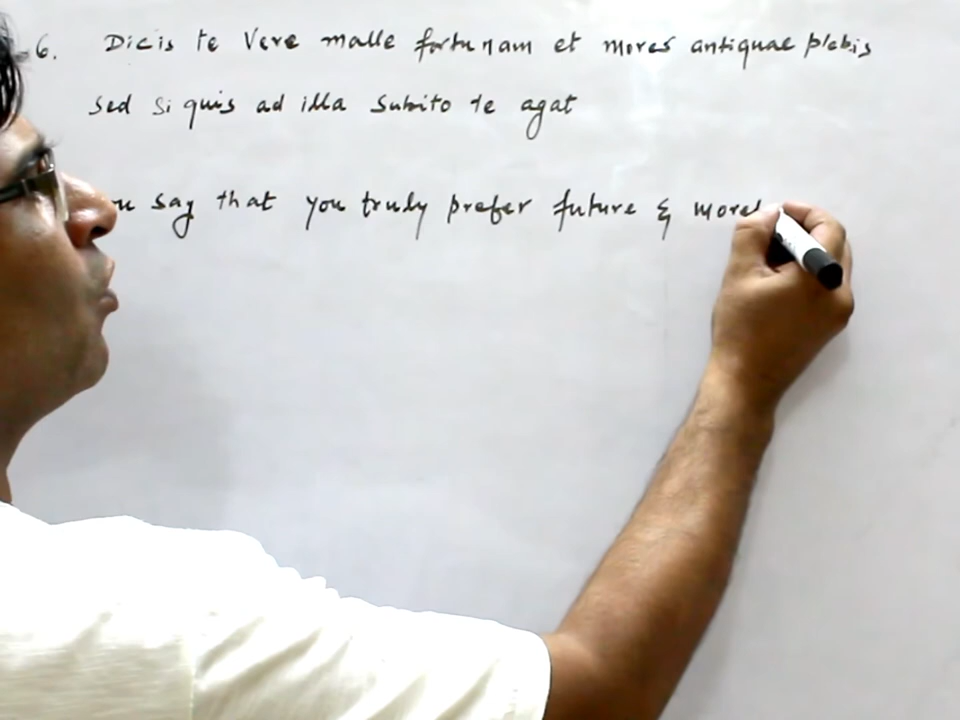 6. Dicis te Vere malle fortunam et mores antiquae plebis
sed si quis ad illa subito te agat
say that you truly prefer future & mores